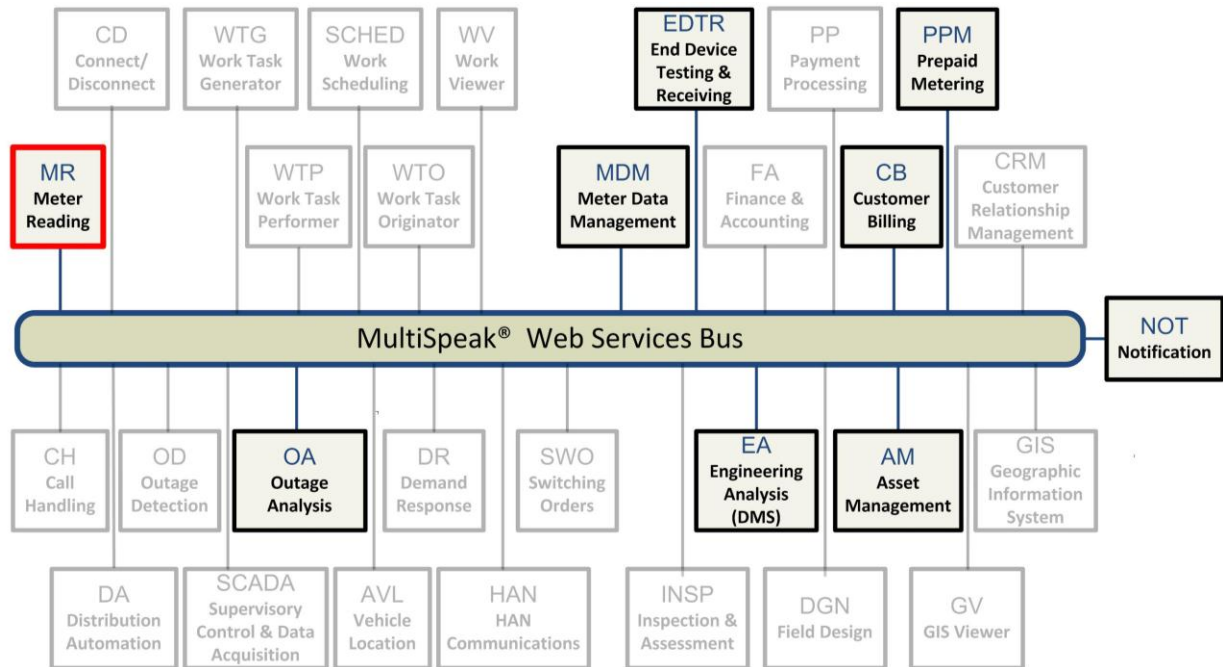 CD
Connect/
Disconnect
WTG
Work Task
Generator
SCHED
Work
Scheduling
WV
Work
Viewer
EDTR
End Device
Testing &
Receiving
PP
Payment
Processing
PPM
Prepaid
Metering
MR
Meter
Reading
WTP
Work Task
Performer
WTO
Work Task
Originator
MDM
Meter Data
Management
FA
Finance &
Accounting
CB
Customer
Billing
CRM
Customer
Relationship
Management
MultiSpeak® Web Services Bus
NOT
Notification
CH
Call
Handling
OD
Outage
Detection
OA
Outage
Analysis
DR
Demand
Response
SWO
Switching
Orders
EA
Engineering
Analysis
(DMS)
AM
Asset
Management
GIS
Geographic
Information
System
DA
Distribution
Automation
SCADA
Supervisory
Control & Data
Acquisition
AVL
Vehicle
Location
HAN
HAN
Communications
INSP
Inspection &
Assessment
DGN
Field Design
GV
GIS Viewer